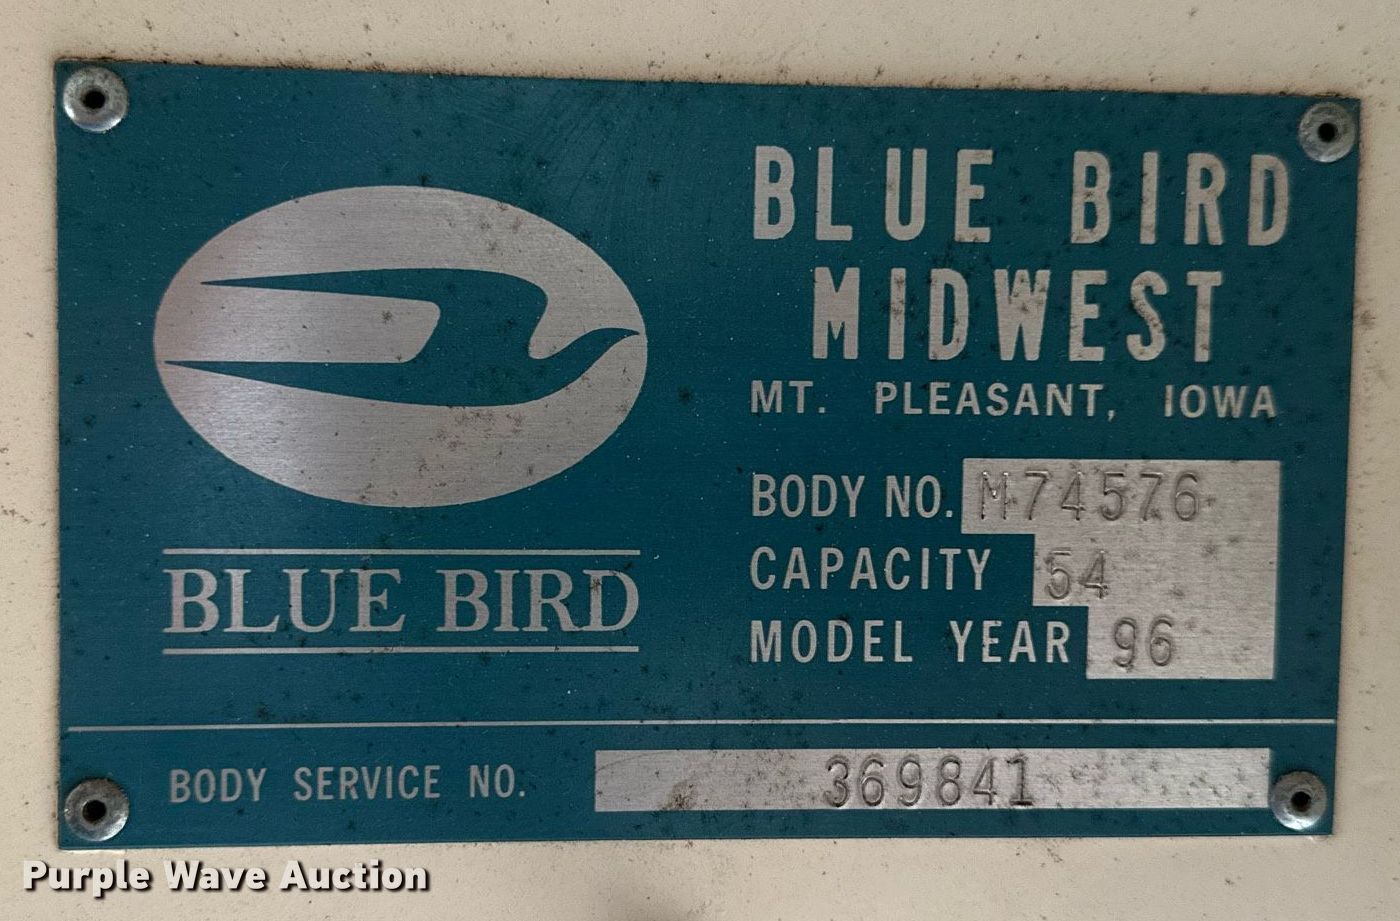 BLUE BIRD
MIDWEST
MT. PLEASANT, IOWA
BODY NO. M74576
CAPACITY 54
MODEL YEAR 96
BLUE BIRD
BODY SERVICE NO. 369841
Purple Wave Auction